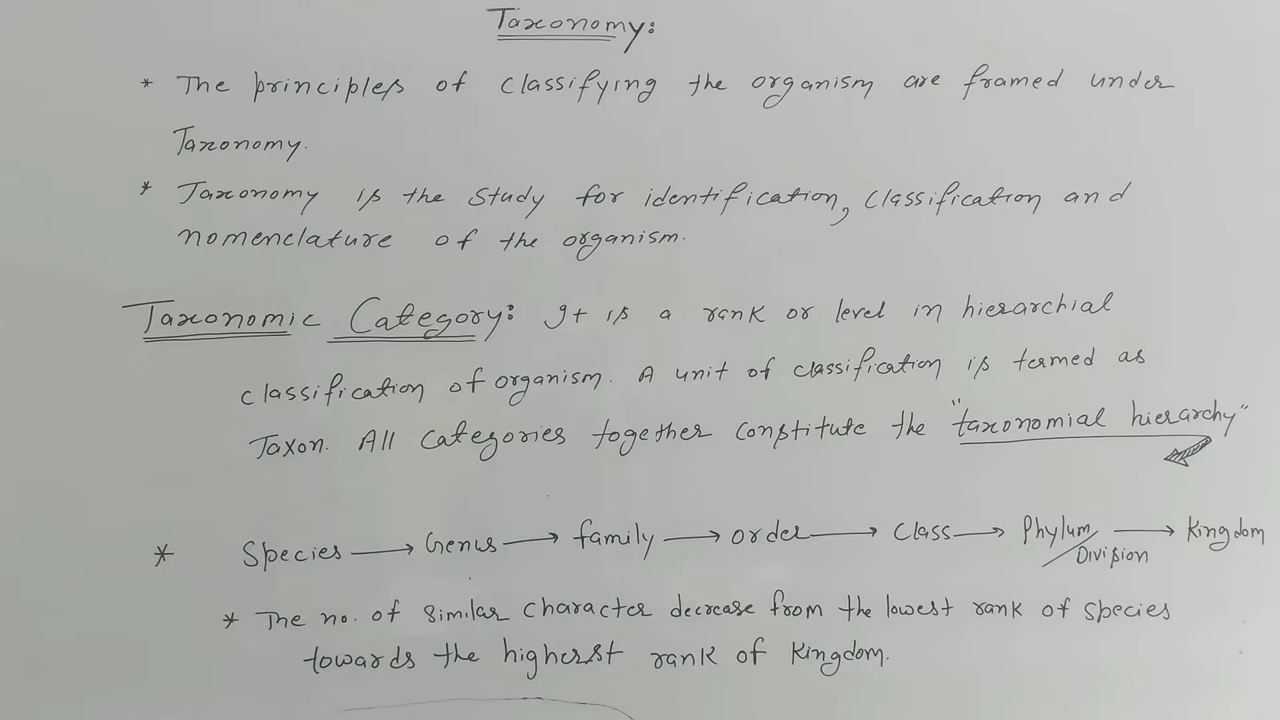 Taxonomy:
* The principles of classifying the organism are framed under
Taxonomy.
* Taxonomy is the study for identification, classification and
nomenclature of the organism.
Taxonomic Category: It is a rank or level in hierarchial
classification of organism. A unit of classification is termed as
Taxon. All categories together constitute the "taxonomial hierarchy"
* Species → Genus → family → order → Class → Phylum/Division → Kingdom
* The no. of similar character decrease from the lowest rank of species
towards the highest rank of Kingdom.